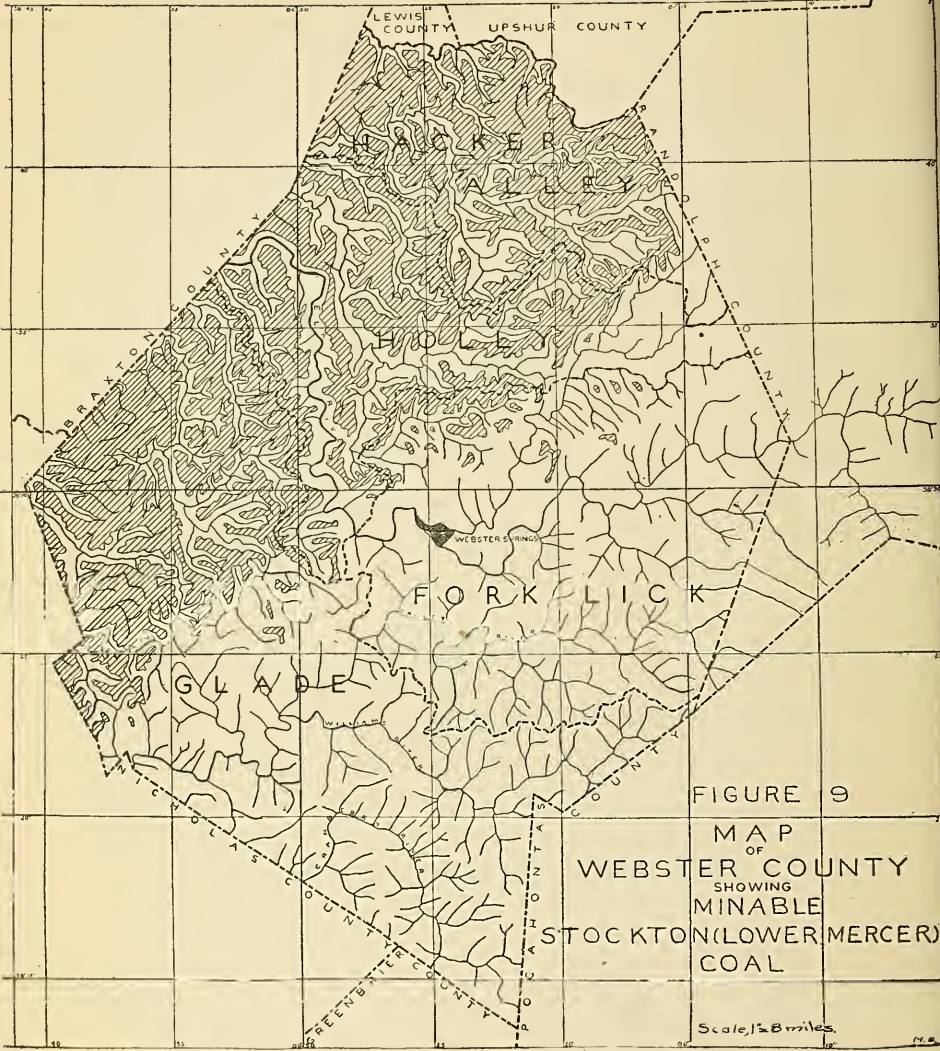 LEWIS
COUNTY
UPSHUR COUNTY
RANDOLPH COUNTY
HACKER
VALLEY
BRAXTON COUNTY
HOLLY
WEBSTER SPRINGS
FORK LICK
GLADE
WILLIAMS
NICHOLAS COUNTY
GREENBRIER COUNTY
POCAHONTAS
COUNTY
FIGURE 9
MAP
OF
WEBSTER COUNTY
SHOWING
MINABLE
STOCKTON (LOWER MERCER)
COAL
Scale, 1"=8 miles.